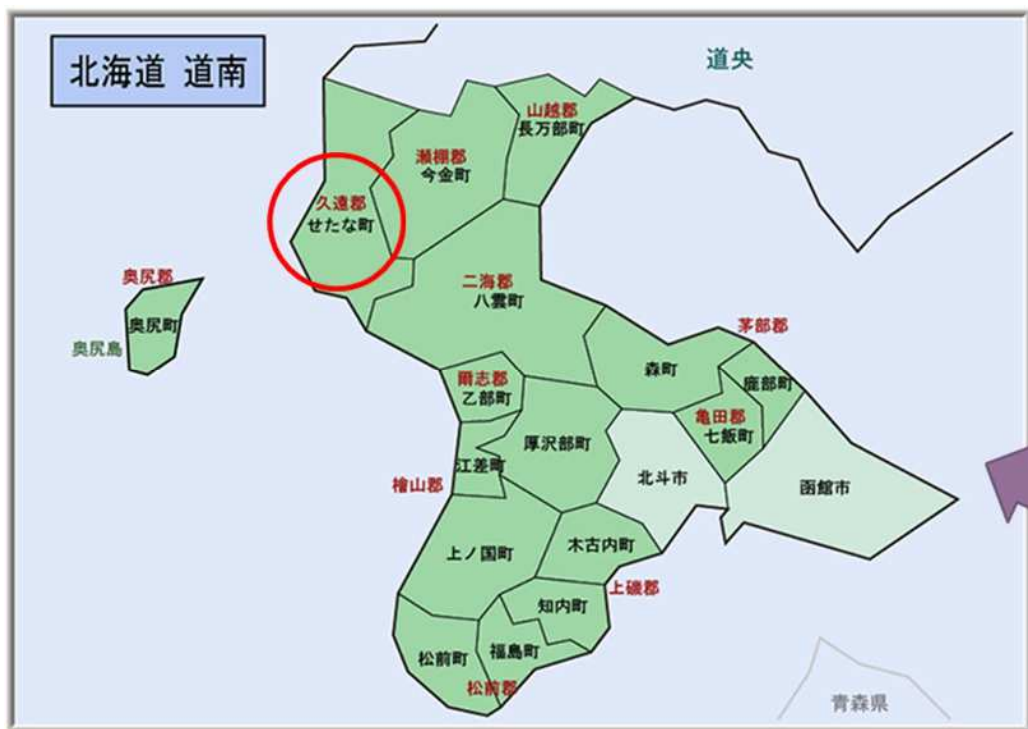 北海道 道南
道央
山越郡
長万部町
瀬棚郡
今金町
久遠郡
せたな町
奥尻郡
奥尻町
奥尻島
二海郡
八雲町
茅部郡
森町
鹿部町
爾志郡
乙部町
亀田郡
七飯町
厚沢部町
江差町
檜山郡
北斗市
函館市
上ノ国町
木古内町
上磯郡
知内町
福島町
松前町
松前郡
青森県